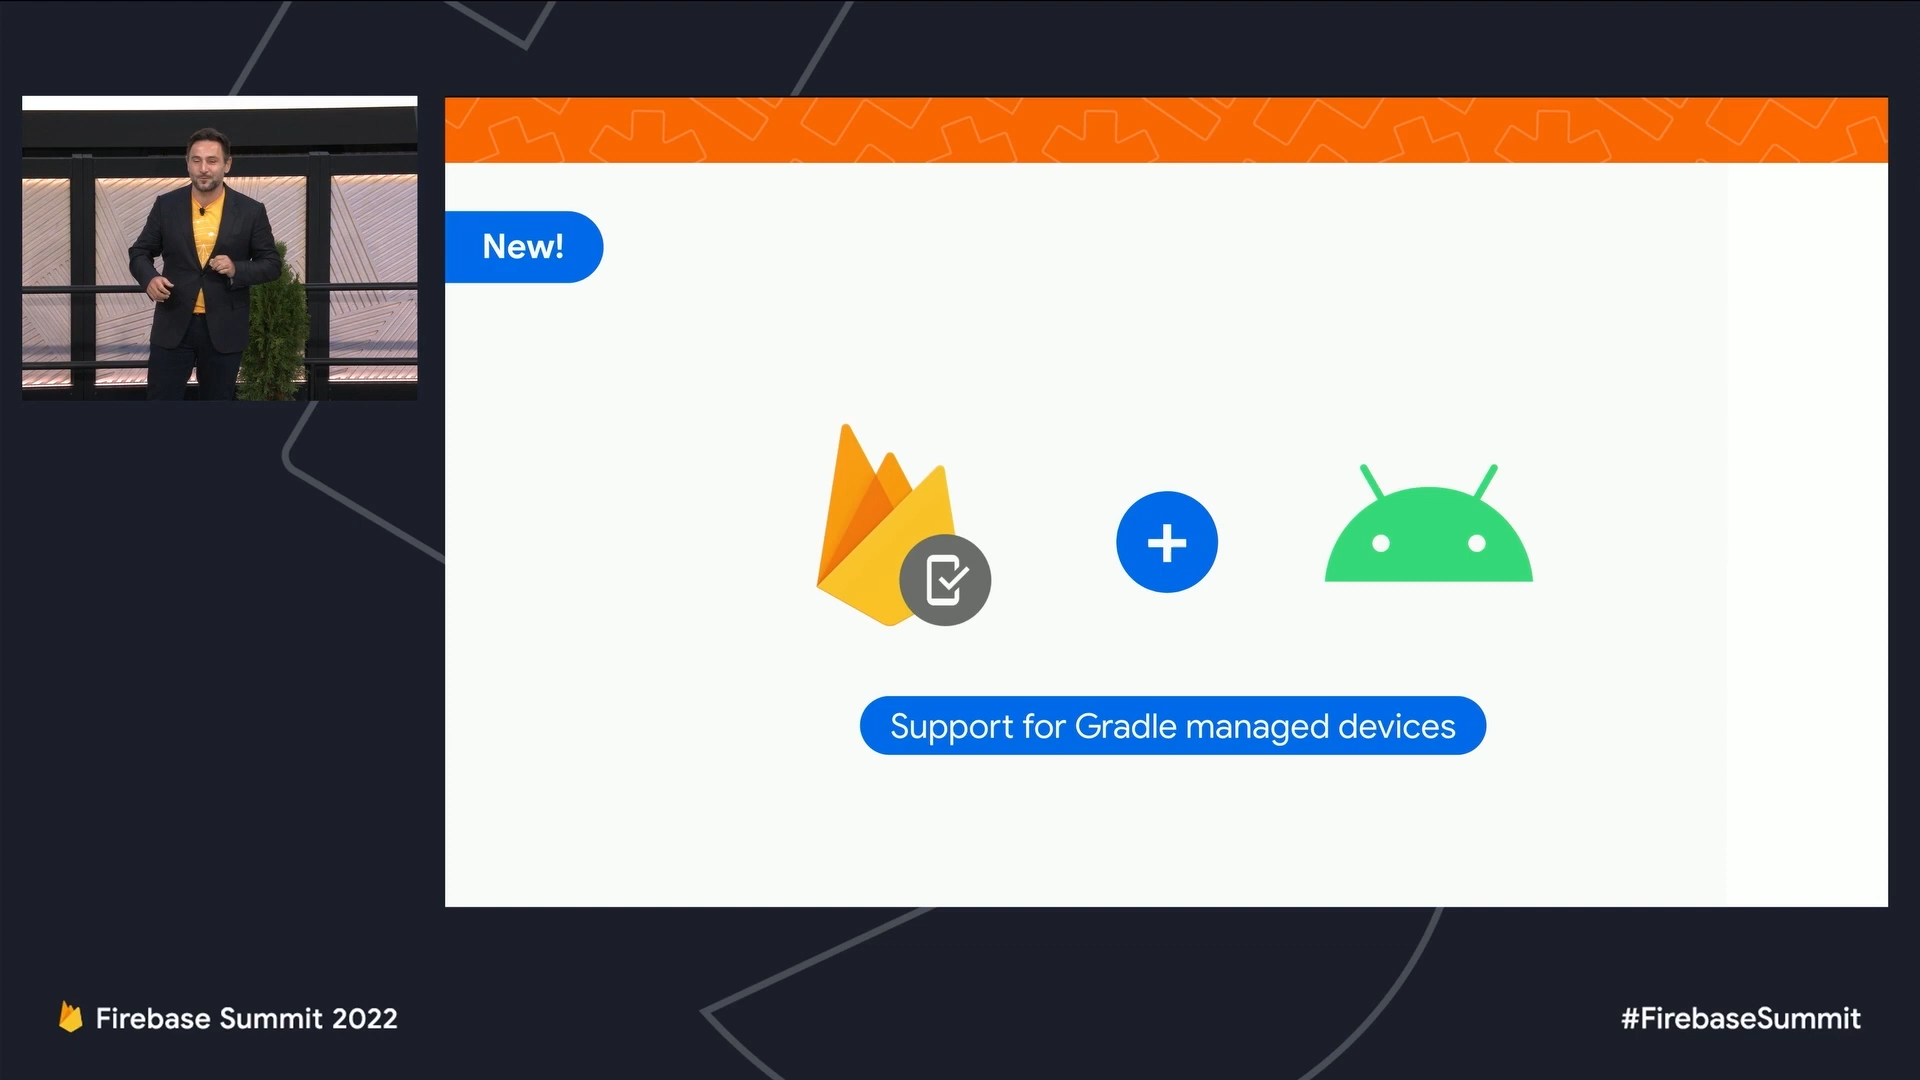 New!
Support for Gradle managed devices
Firebase Summit 2022
#FirebaseSummit